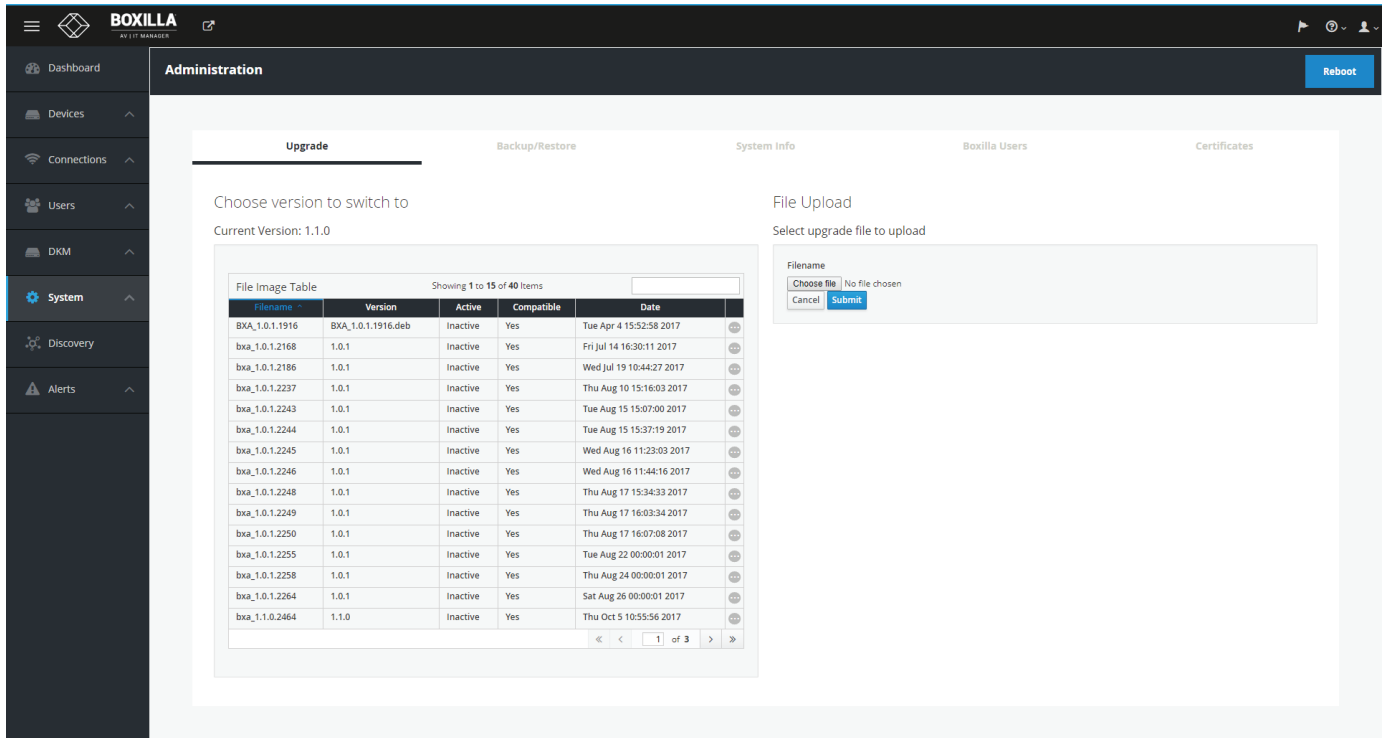 BOXILLA
AV | IT MANAGER
Dashboard
Devices
Connections
Users
DKM
System
Discovery
Alerts
Administration
Reboot
Upgrade Backup/Restore System Info Boxilla Users Certificates
Choose version to switch to
Current Version: 1.1.0
File Image Table Showing 1 to 15 of 40 Items
Filename Version Active Compatible Date
BXA_1.0.1.1916 BXA_1.0.1.1916.deb Inactive Yes Tue Apr 4 15:52:58 2017
bxa_1.0.1.2168 1.0.1 Inactive Yes Fri Jul 14 16:30:11 2017
bxa_1.0.1.2186 1.0.1 Inactive Yes Wed Jul 19 10:44:27 2017
bxa_1.0.1.2237 1.0.1 Inactive Yes Thu Aug 10 15:16:03 2017
bxa_1.0.1.2243 1.0.1 Inactive Yes Tue Aug 15 15:07:00 2017
bxa_1.0.1.2244 1.0.1 Inactive Yes Tue Aug 15 15:37:19 2017
bxa_1.0.1.2245 1.0.1 Inactive Yes Wed Aug 16 11:23:03 2017
bxa_1.0.1.2246 1.0.1 Inactive Yes Wed Aug 16 11:44:16 2017
bxa_1.0.1.2248 1.0.1 Inactive Yes Thu Aug 17 15:34:33 2017
bxa_1.0.1.2249 1.0.1 Inactive Yes Thu Aug 17 16:03:34 2017
bxa_1.0.1.2250 1.0.1 Inactive Yes Thu Aug 17 16:07:08 2017
bxa_1.0.1.2255 1.0.1 Inactive Yes Tue Aug 22 00:00:01 2017
bxa_1.0.1.2258 1.0.1 Inactive Yes Thu Aug 24 00:00:01 2017
bxa_1.0.1.2264 1.0.1 Inactive Yes Sat Aug 26 00:00:01 2017
bxa_1.1.0.2464 1.1.0 Inactive Yes Thu Oct 5 10:55:56 2017
« < 1 of 3 > »
File Upload
Select upgrade file to upload
Filename
Choose file No file chosen
Cancel Submit